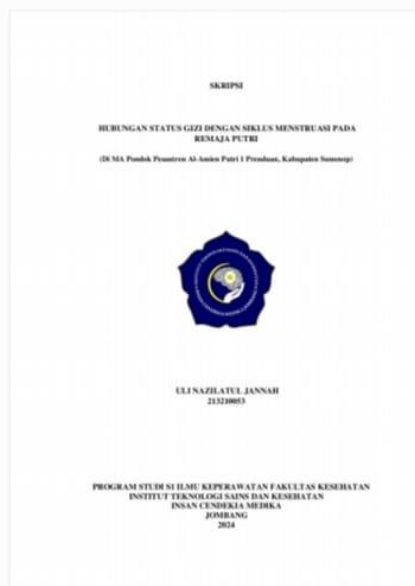 SKRIPSI
HUBUNGAN STATUS GIZI DENGAN SIKLUS MENSTRUASI PADA
REMAJA PUTRI
(Di MA Pondok Pesantren Al-Amien Putri 1 Prenduan, Kabupaten Sumenep)
ULI NAZILATUL JANNAH
213210053
PROGRAM STUDI S1 ILMU KEPERAWATAN FAKULTAS KESEHATAN
INSTITUT TEKNOLOGI SAINS DAN KESEHATAN
INSAN CENDEKIA MEDIKA
JOMBANG
2024